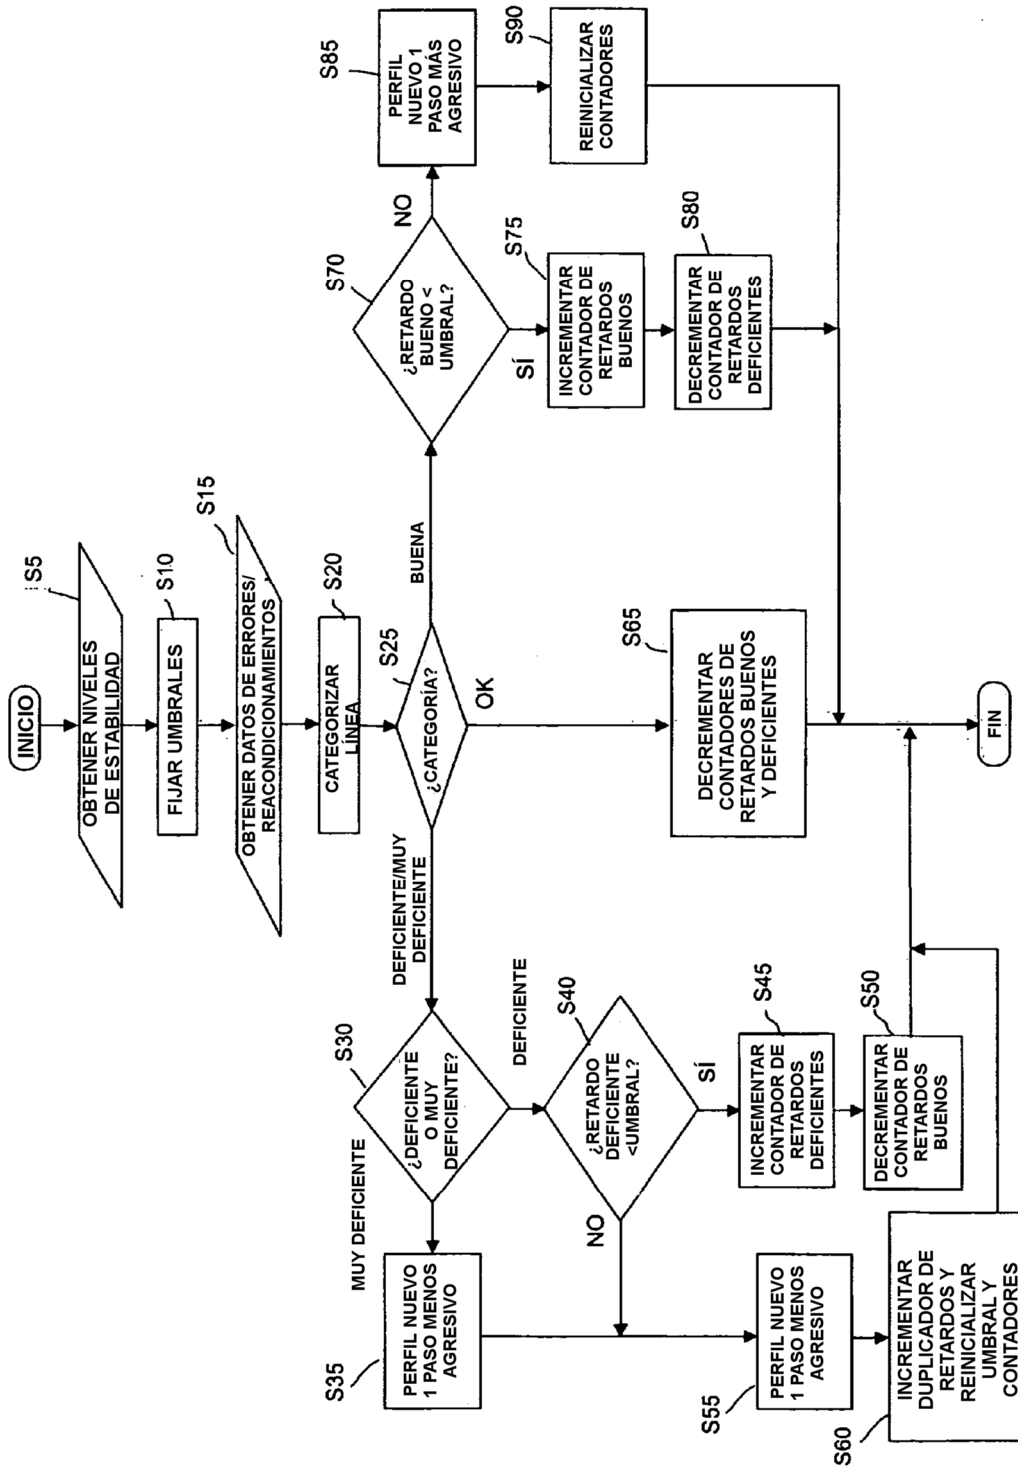 INICIO
OBTENER NIVELES
DE ESTABILIDAD
S5
FIJAR UMBRALES
S10
OBTENER DATOS DE ERRORES/
REACONDICIONAMIENTOS
S15
CATEGORIZAR
LÍNEA
S20
¿CATEGORÍA?
S25
DEFICIENTE/MUY
DEFICIENTE
OK
BUENA
¿DEFICIENTE
O MUY
DEFICIENTE?
S30
MUY DEFICIENTE
DEFICIENTE
PERFIL NUEVO
1 PASO MENOS
AGRESIVO
S35
¿RETARDO
DEFICIENTE
<UMBRAL?
S40
NO
SÍ
INCREMENTAR
CONTADOR DE
RETARDOS
DEFICIENTES
S45
DECREMENTAR
CONTADOR DE
RETARDOS
BUENOS
S50
PERFIL NUEVO
1 PASO MENOS
AGRESIVO
S55
INCREMENTAR
DUPLICADOR DE
RETARDOS Y
REINICIALIZAR
UMBRAL Y
CONTADORES
S60
DECREMENTAR
CONTADORES DE
RETARDOS BUENOS
Y DEFICIENTES
S65
¿RETARDO
BUENO <
UMBRAL?
S70
NO
SÍ
INCREMENTAR
CONTADOR DE
RETARDOS
BUENOS
S75
DECREMENTAR
CONTADOR DE
RETARDOS
DEFICIENTES
S80
PERFIL
NUEVO 1
PASO MÁS
AGRESIVO
S85
REINICIALIZAR
CONTADORES
S90
FIN